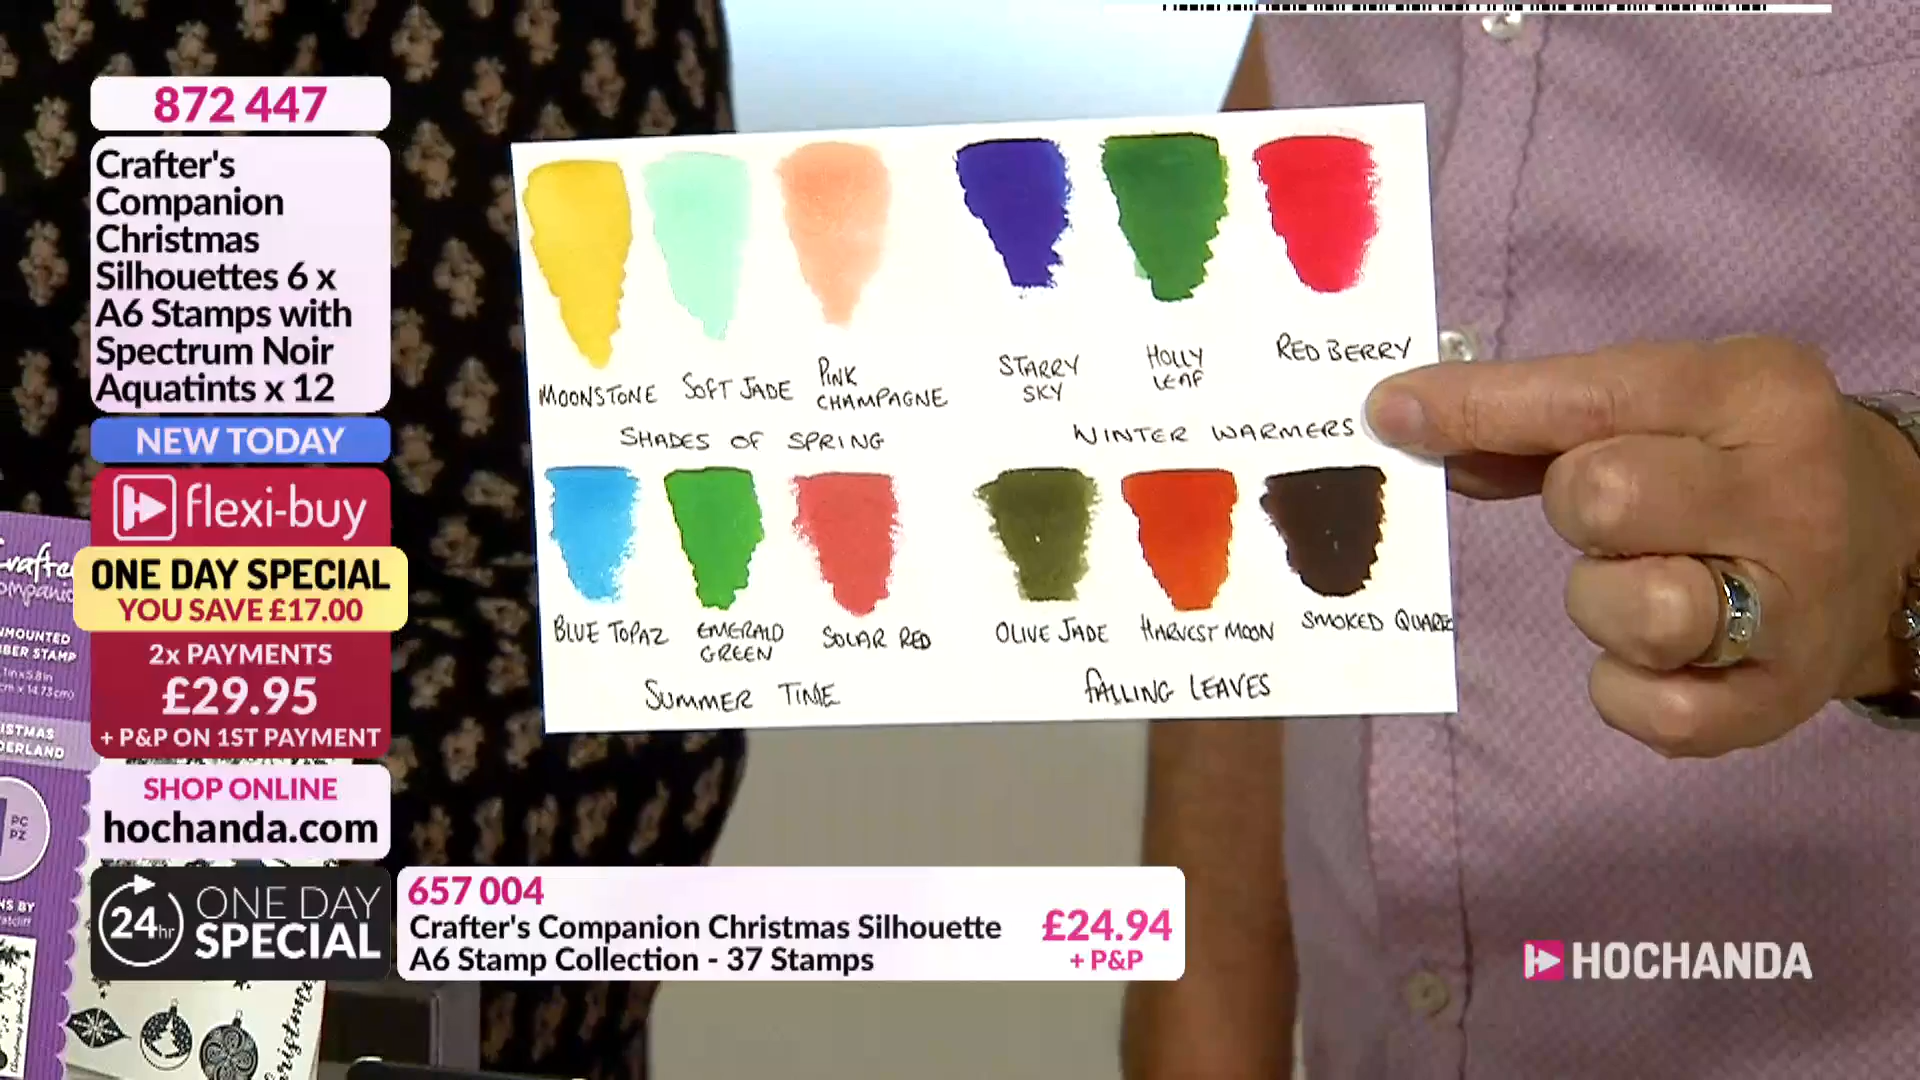 872 447
Crafter's
Companion
Christmas
Silhouettes 6 x
A6 Stamps with
Spectrum Noir
Aquatints x 12
NEW TODAY
flexi-buy
ONE DAY SPECIAL
YOU SAVE £17.00
2x PAYMENTS
£29.95
+ P&P ON 1ST PAYMENT
SHOP ONLINE
hochanda.com
24hr
ONE DAY
SPECIAL
657 004
Crafter's Companion Christmas Silhouette
A6 Stamp Collection - 37 Stamps
£24.94
+ P&P
HOCHANDA
MOONSTONE
SOFT JADE
PINK
CHAMPAGNE
SHADES OF SPRING
STARRY
SKY
HOLLY
LEAF
RED BERRY
WINTER WARMERS
BLUE TOPAZ
EMERALD
GREEN
SOLAR RED
SUMMER TIME
OLIVE JADE
HARVEST MOON
SMOKED
FALLING LEAVES
PC
PZ